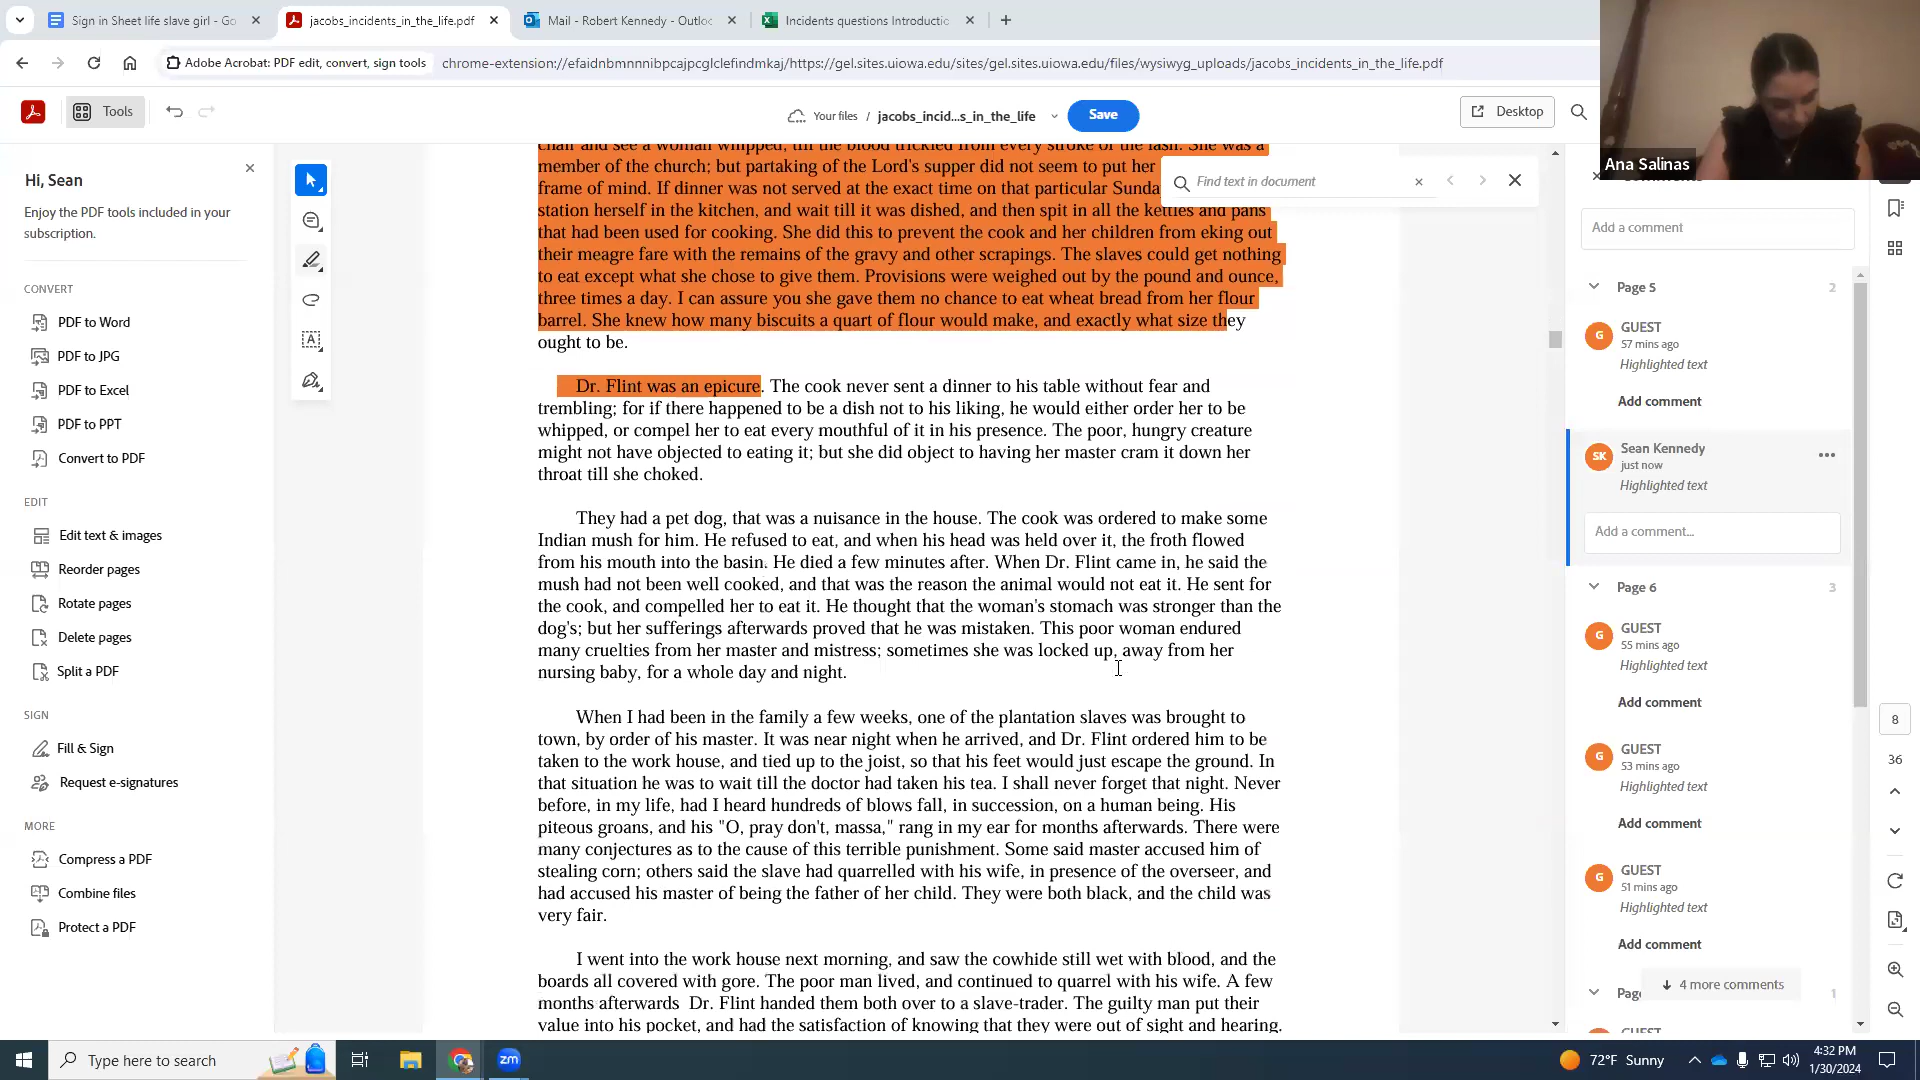 Sign in Sheet life slave girl - Go
jacobs_incidents_in_the_life.pdf
Mail - Robert Kennedy - Outloo
Incidents questions Introductio
Adobe Acrobat: PDF edit, convert, sign tools
chrome-extension://efaidnbmnnnibpcajpcglclefindmkaj/https://gel.sites.uiowa.edu/sites/gel.sites.uiowa.edu/files/wysiwyg_uploads/jacobs_incidents_in_the_life.pdf
Tools
Your files / jacobs_incid...s_in_the_life
Save
Desktop
Ana Salinas
Hi, Sean
Enjoy the PDF tools included in your
subscription.
CONVERT
PDF to Word
PDF to JPG
PDF to Excel
PDF to PPT
Convert to PDF
EDIT
Edit text & images
Reorder pages
Rotate pages
Delete pages
Split a PDF
SIGN
Fill & Sign
Request e-signatures
MORE
Compress a PDF
Combine files
Protect a PDF
Find text in document
chair and see a woman whipped, till the blood trickled from every stroke of the lash. She was a
member of the church; but partaking of the Lord's supper did not seem to put her
frame of mind. If dinner was not served at the exact time on that particular Sunda
station herself in the kitchen, and wait till it was dished, and then spit in all the kettles and pans
that had been used for cooking. She did this to prevent the cook and her children from eking out
their meagre fare with the remains of the gravy and other scrapings. The slaves could get nothing
to eat except what she chose to give them. Provisions were weighed out by the pound and ounce,
three times a day. I can assure you she gave them no chance to eat wheat bread from her flour
barrel. She knew how many biscuits a quart of flour would make, and exactly what size they
ought to be.
Dr. Flint was an epicure. The cook never sent a dinner to his table without fear and
trembling; for if there happened to be a dish not to his liking, he would either order her to be
whipped, or compel her to eat every mouthful of it in his presence. The poor, hungry creature
might not have objected to eating it; but she did object to having her master cram it down her
throat till she choked.
They had a pet dog, that was a nuisance in the house. The cook was ordered to make some
Indian mush for him. He refused to eat, and when his head was held over it, the froth flowed
from his mouth into the basin. He died a few minutes after. When Dr. Flint came in, he said the
mush had not been well cooked, and that was the reason the animal would not eat it. He sent for
the cook, and compelled her to eat it. He thought that the woman's stomach was stronger than the
dog's; but her sufferings afterwards proved that he was mistaken. This poor woman endured
many cruelties from her master and mistress; sometimes she was locked up, away from her
nursing baby, for a whole day and night.
When I had been in the family a few weeks, one of the plantation slaves was brought to
town, by order of his master. It was near night when he arrived, and Dr. Flint ordered him to be
taken to the work house, and tied up to the joist, so that his feet would just escape the ground. In
that situation he was to wait till the doctor had taken his tea. I shall never forget that night. Never
before, in my life, had I heard hundreds of blows fall, in succession, on a human being. His
piteous groans, and his "O, pray don't, massa," rang in my ear for months afterwards. There were
many conjectures as to the cause of this terrible punishment. Some said master accused him of
stealing corn; others said the slave had quarrelled with his wife, in presence of the overseer, and
had accused his master of being the father of her child. They were both black, and the child was
very fair.
I went into the work house next morning, and saw the cowhide still wet with blood, and the
boards all covered with gore. The poor man lived, and continued to quarrel with his wife. A few
months afterwards Dr. Flint handed them both over to a slave-trader. The guilty man put their
value into his pocket, and had the satisfaction of knowing that they were out of sight and hearing.
Add a comment
Page 5
2
G
GUEST
57 mins ago
Highlighted text
Add comment
SK
Sean Kennedy
just now
Highlighted text
Add a comment...
Page 6
3
G
GUEST
55 mins ago
Highlighted text
Add comment
G
GUEST
53 mins ago
Highlighted text
Add comment
G
GUEST
51 mins ago
Highlighted text
Add comment
4 more comments
1
GUEST
8
36
Type here to search
zm
72°F Sunny
4:32 PM
1/30/2024